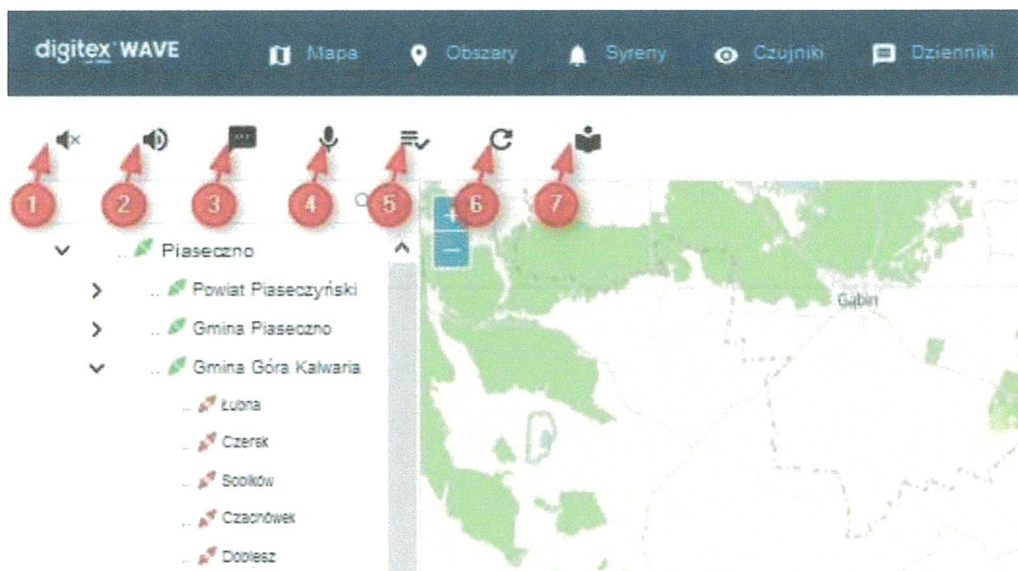 digitex WAVE
Mapa
Obszary
Syreny
Czujniki
Dzienniki
1
2
3
4
5
6
7
+
−
Piaseczno
Powiat Piaseczyński
Gmina Piaseczno
Gmina Góra Kalwaria
Łubna
Czersk
Sobików
Czachówek
Dobiesz
Gąbin